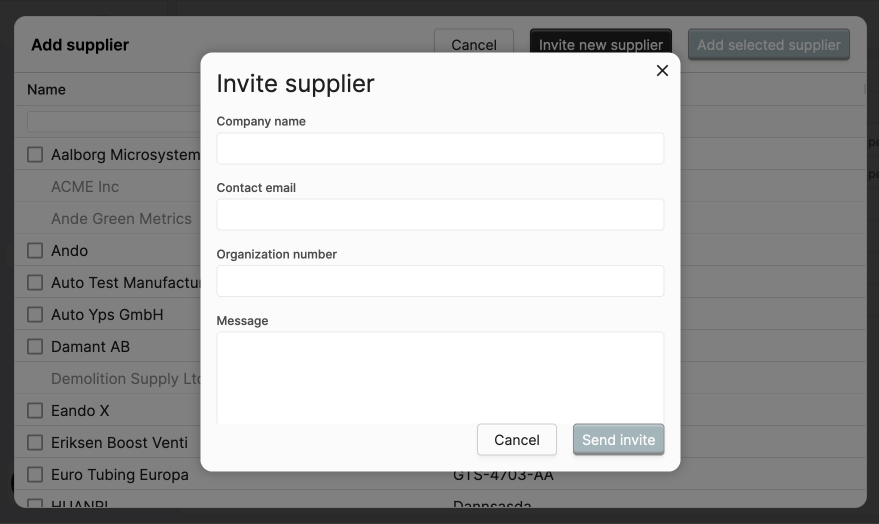 Add supplier
Cancel
Invite new supplier
Add selected supplier
Name
Invite supplier
Company name
Contact email
Organization number
Message
Cancel
Send invite
Aalborg Microsystem
ACME Inc
Ande Green Metrics
Ando
Auto Test Manufactu
Auto Yps GmbH
Damant AB
Demolition Supply Ltd
Eando X
Eriksen Boost Venti
Euro Tubing Europa GTS-4703-AA
Dannsasda